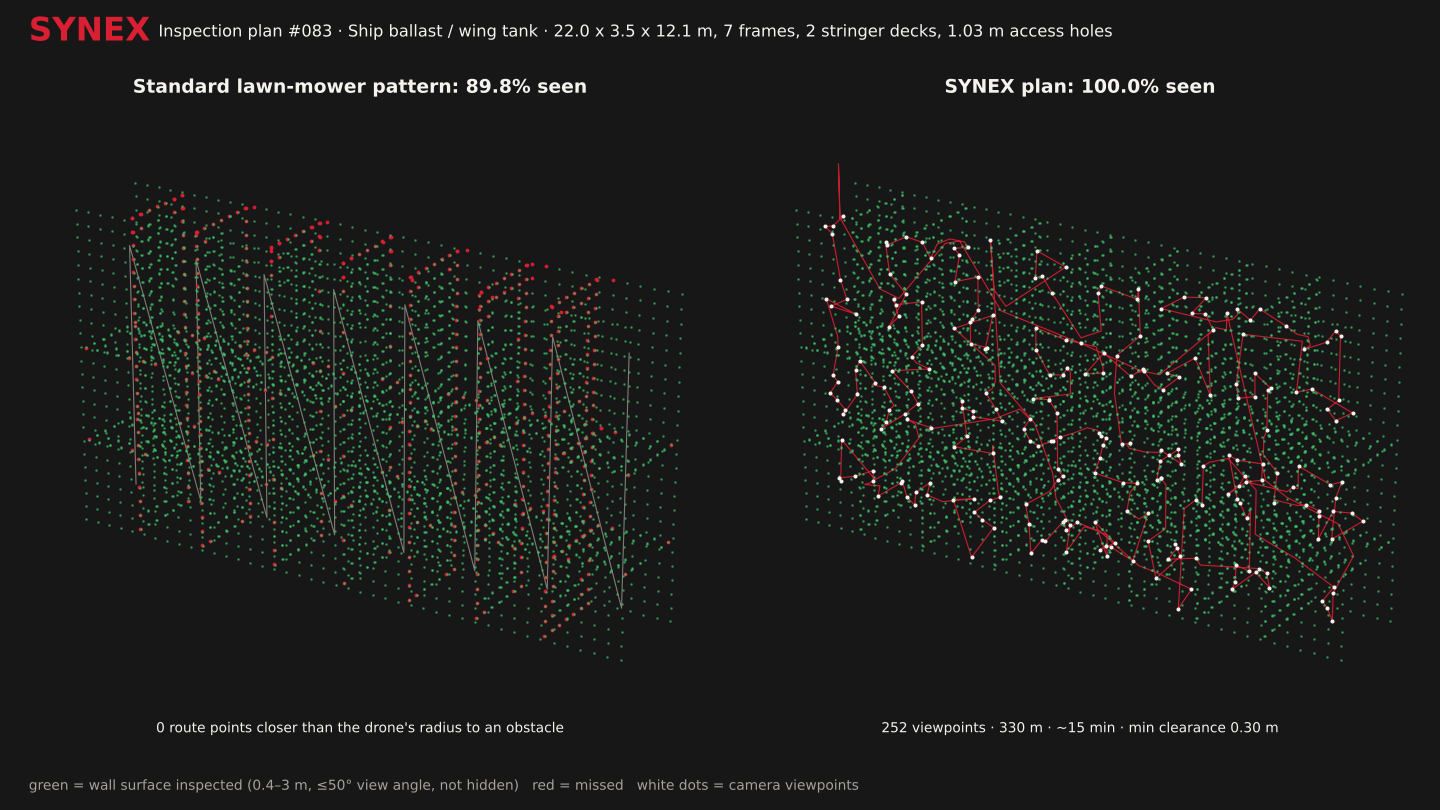 SYNEX Inspection plan #083 · Ship ballast / wing tank · 22.0 x 3.5 x 12.1 m, 7 frames, 2 stringer decks, 1.03 m access holes
Standard lawn-mower pattern: 89.8% seen
SYNEX plan: 100.0% seen
0 route points closer than the drone's radius to an obstacle
252 viewpoints · 330 m · ~15 min · min clearance 0.30 m
green = wall surface inspected (0.4–3 m, ≤50° view angle, not hidden)   red = missed   white dots = camera viewpoints